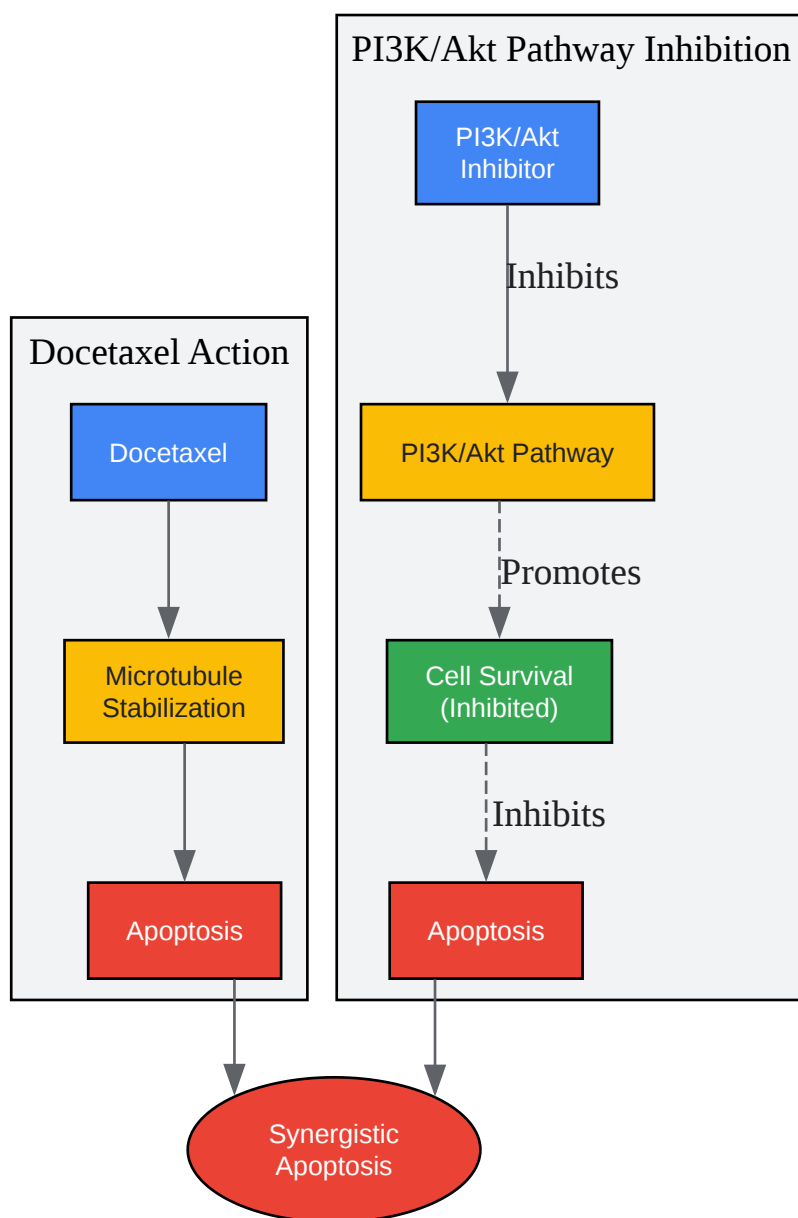 PI3K/Akt Pathway Inhibition
PI3K/Akt
Inhibitor
Inhibits
Docetaxel Action
Docetaxel
PI3K/Akt Pathway
Promotes
Microtubule
Stabilization
Cell Survival
(Inhibited)
Inhibits
Apoptosis
Apoptosis
Synergistic
Apoptosis